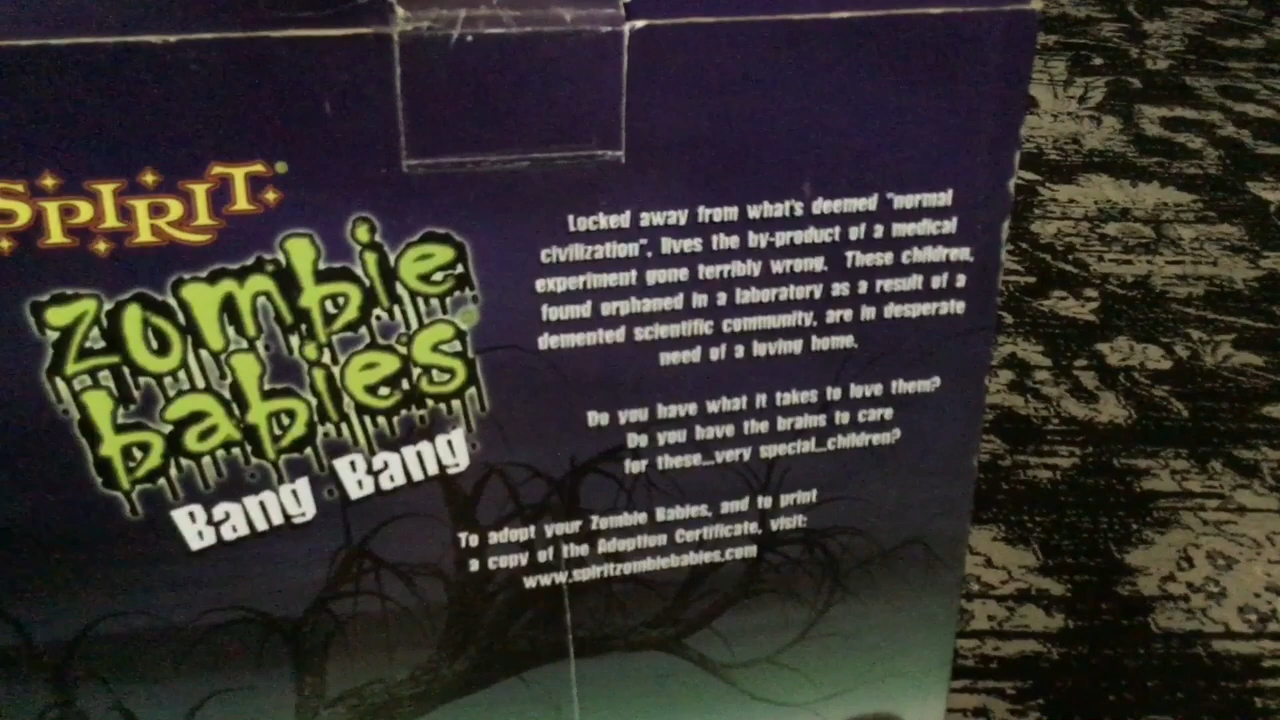 SPIRIT
zombie
babies
Bang Bang
Locked away from what's deemed "normal
civilization", lives the by-product of a medical
experiment gone terribly wrong. These children,
found orphaned in a laboratory as a result of a
demented scientific community, are in desperate
need of a loving home.
Do you have what it takes to love them?
Do you have the brains to care
for these...very special...children?
To adopt your Zombie Babies, and to print
a copy of the Adoption Certificate, visit:
www.spiritzombiebabies.com